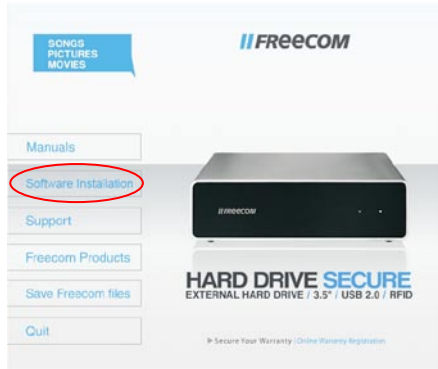 SONGS
PICTURES
MOVIES
FREECOM
Manuals
Software Installation
Support
Freecom Products
Save Freecom files
Quit
FREECOM
HARD DRIVE SECURE
EXTERNAL HARD DRIVE / 3.5" / USB 2.0 / RFID
Secure Your Warranty | Online Warranty Registration